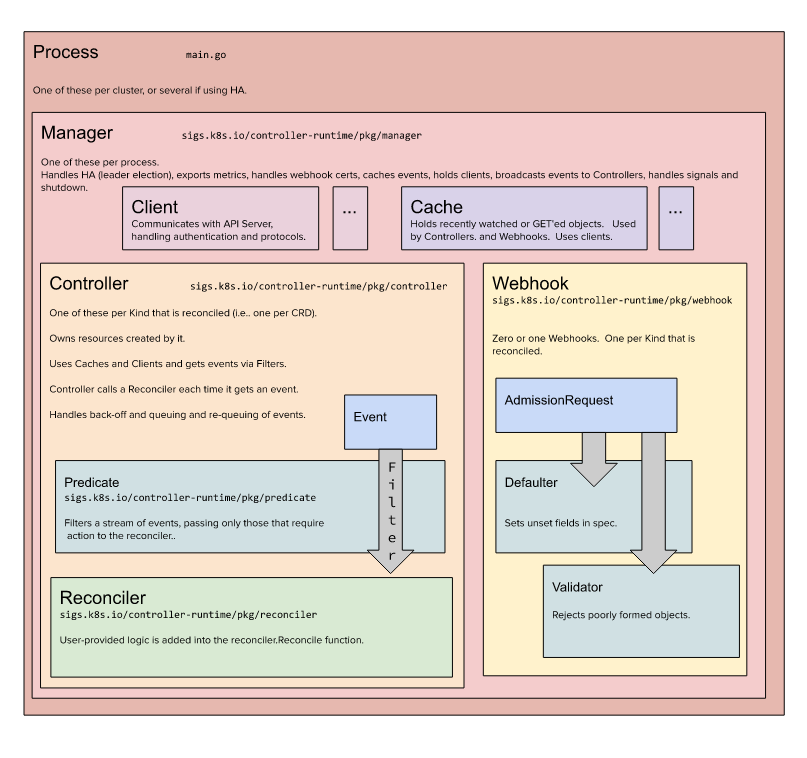 Process main.go
One of these per cluster, or several if using HA.
Manager sigs.k8s.io/controller-runtime/pkg/manager
One of these per process.
Handles HA (leader election), exports metrics, handles webhook certs, caches events, holds clients, broadcasts events to Controllers, handles signals and
shutdown.
Client
Communicates with API Server,
handling authentication and protocols.
...
Cache
Holds recently watched or GET'ed objects. Used
by Controllers. and Webhooks. Uses clients.
...
Controller sigs.k8s.io/controller-runtime/pkg/controller
One of these per Kind that is reconciled (i.e.. one per CRD).
Owns resources created by it.
Uses Caches and Clients and gets events via Filters.
Controller calls a Reconciler each time it gets an event.
Handles back-off and queuing and re-queuing of events.
Event
Filter
Predicate
sigs.k8s.io/controller-runtime/pkg/predicate
Filters a stream of events, passing only those that require
action to the reconciler..
Reconciler
sigs.k8s.io/controller-runtime/pkg/reconciler
User-provided logic is added into the reconciler.Reconcile function.
Webhook
sigs.k8s.io/controller-runtime/pkg/webhook
Zero or one Webhooks. One per Kind that is
reconciled.
AdmissionRequest
Defaulter
Sets unset fields in spec.
Validator
Rejects poorly formed objects.